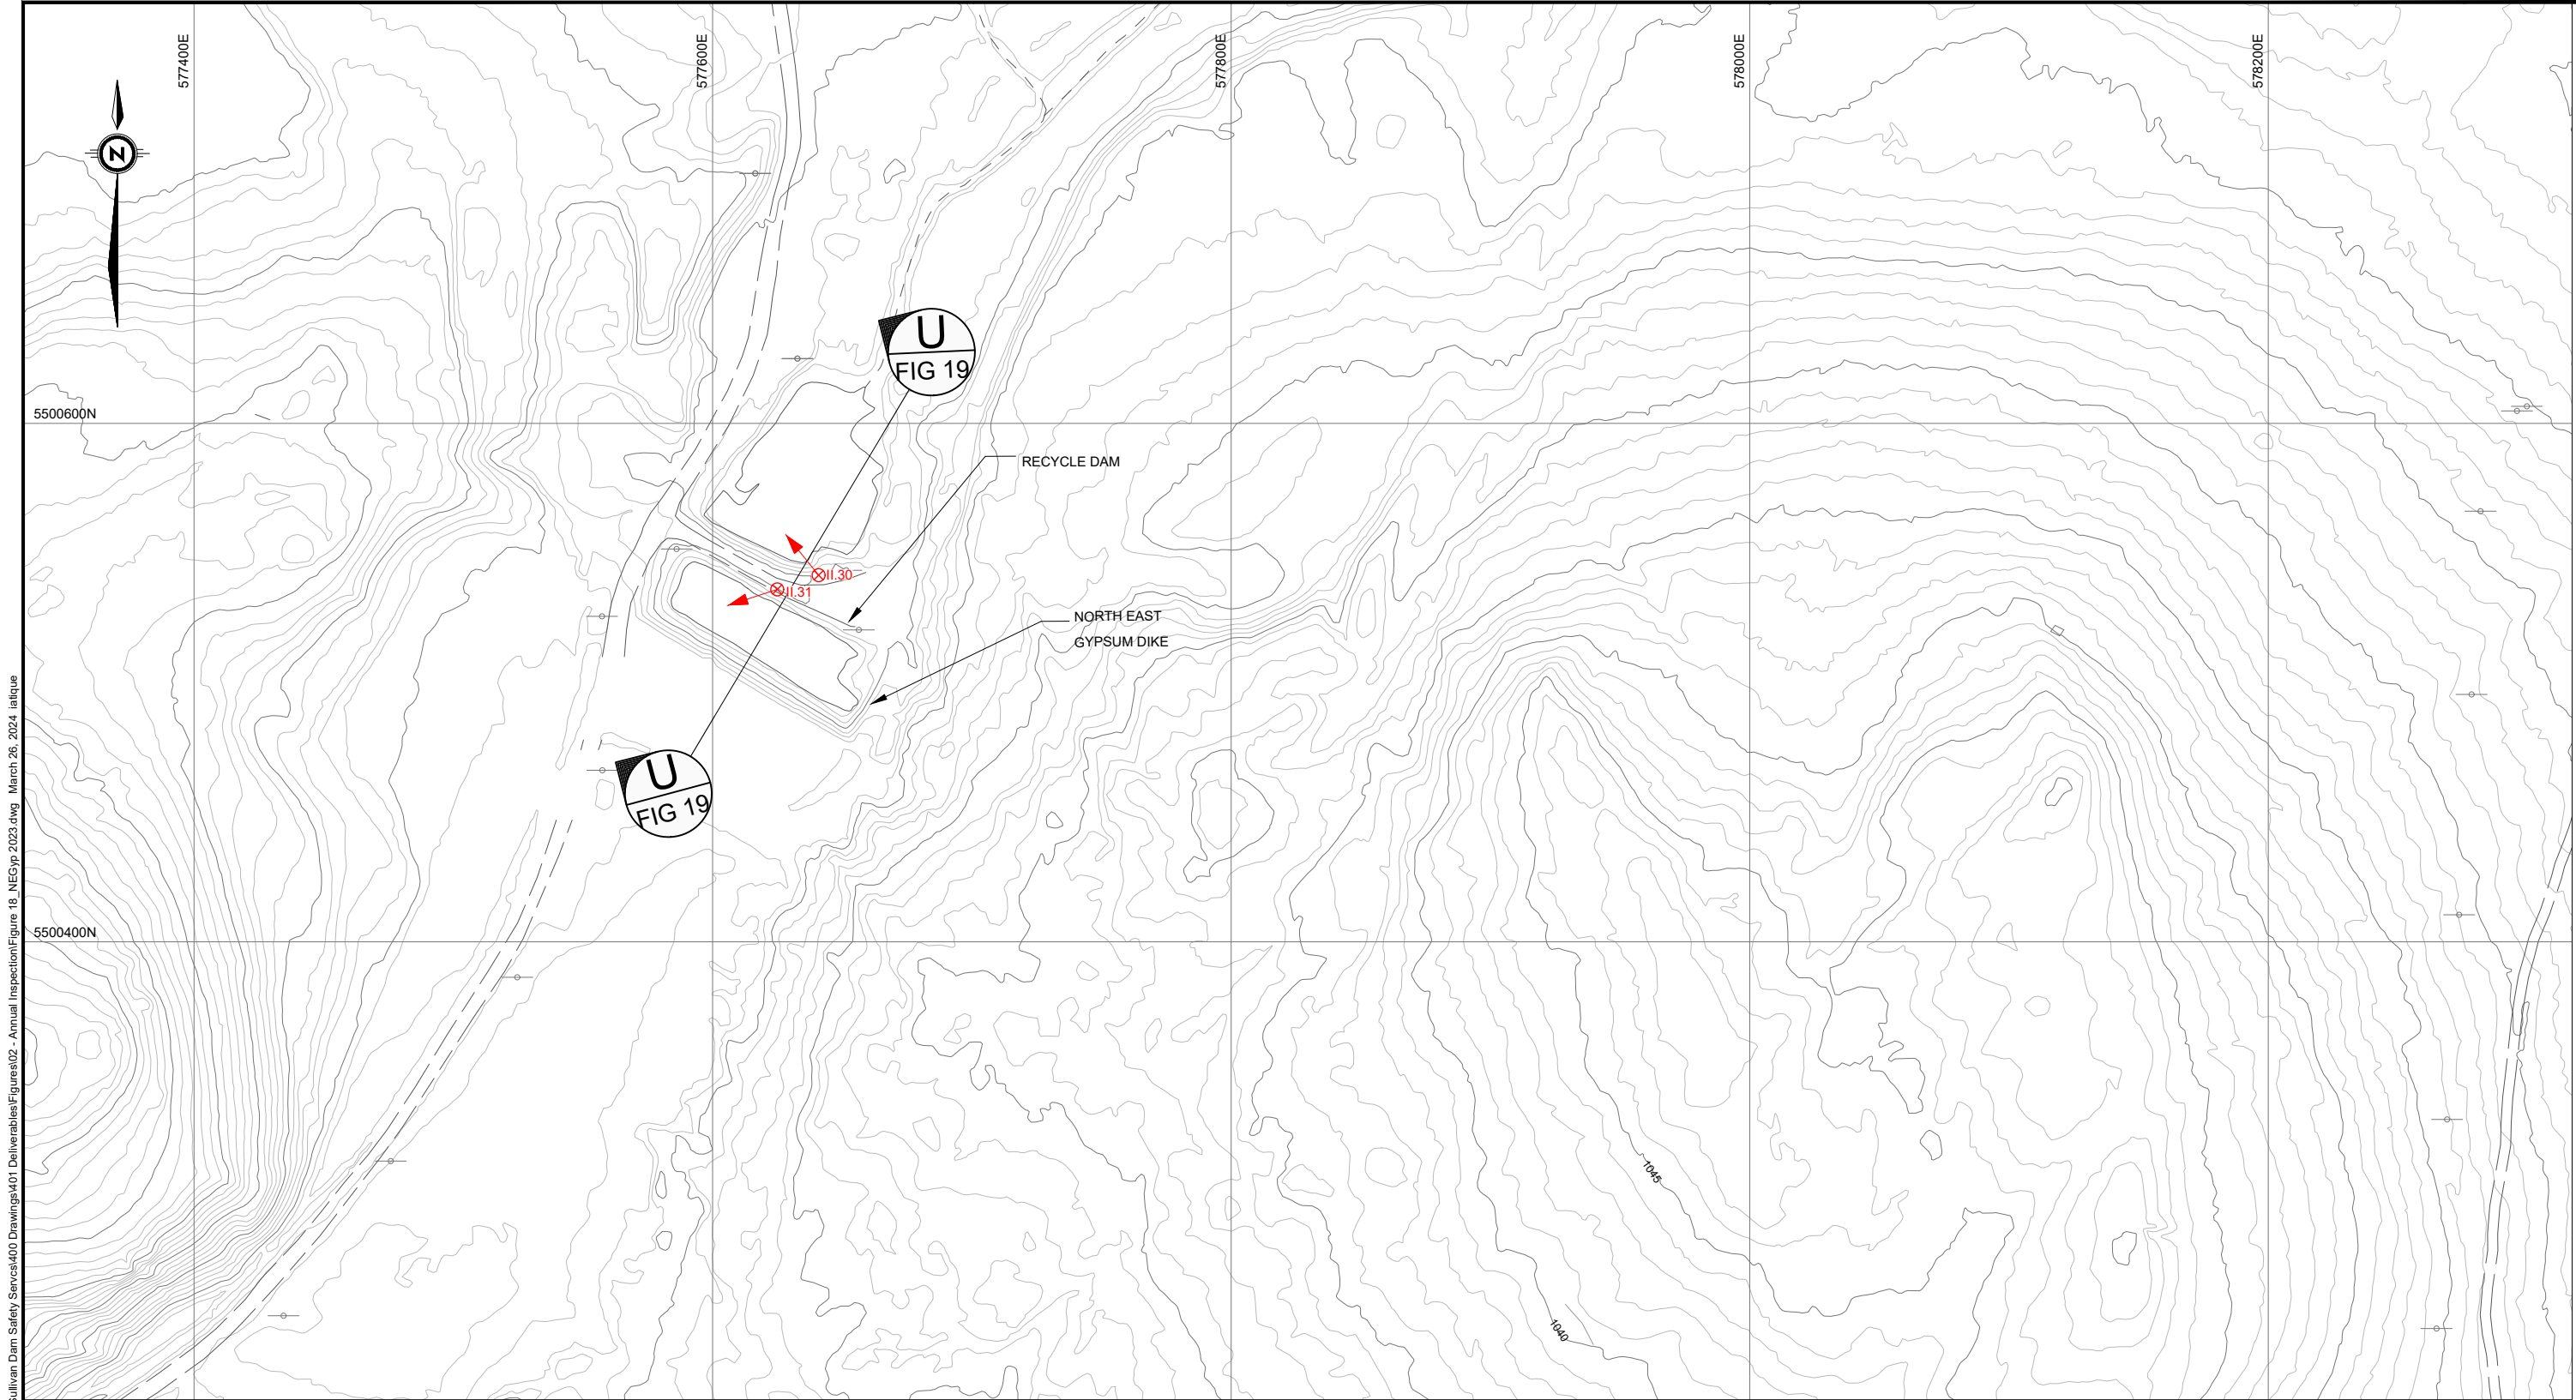 577400E
577600E
577800E
578000E
578200E
N
U
FIG 19
5500600N
RECYCLE DAM
II.30
II.31
NORTH EAST
GYPSUM DIKE
U
FIG 19
5500400N
1045
1040
Sullivan Dam Safety Servcs\400 Drawings\401 Deliverables\Figures\02 - Annual Inspection\Figure 18_NEGyp 2023.dwg March 26, 2024 iatique